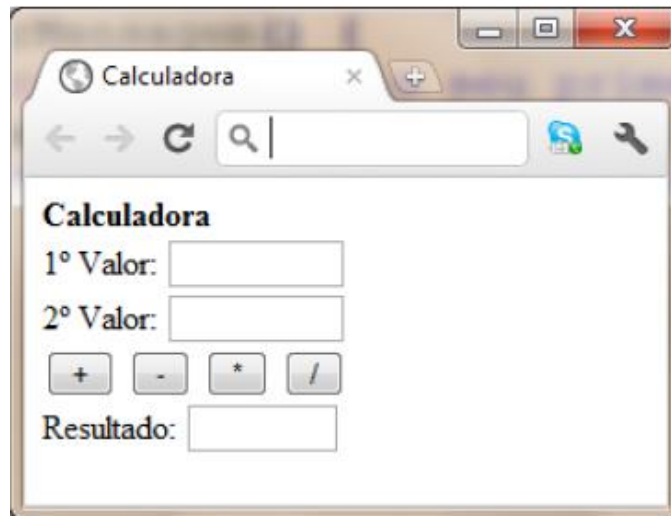 Calculadora
Calculadora
1º Valor:
2º Valor:
+ - * /
Resultado: